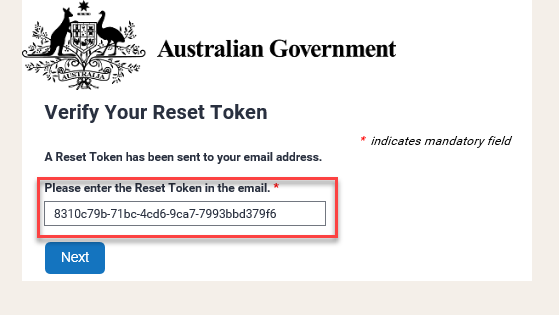 AUSTRALIA
Australian Government
Verify Your Reset Token
* indicates mandatory field
A Reset Token has been sent to your email address.
Please enter the Reset Token in the email. *
8310c79b-71bc-4cd6-9ca7-7993bbd379f6
Next